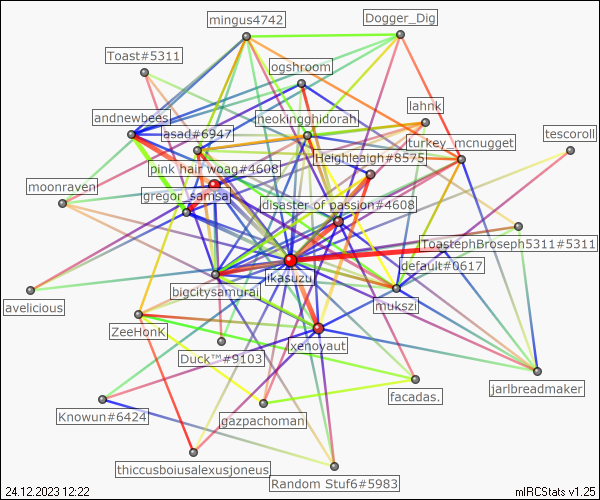 mingus4742
Dogger_Dig
Toast#5311
ogshroom
lahnk
andnewbees
neokingghidorah
asad#6947
turkey_mcnugget
tescoroll
Heighleaigh#8575
pink hair woag#4608
moonraven
gregor_samsa
disaster of passion#4608
ToastephBroseph5311#5311
default#0617
ikasuzu
bigcitysamurai
avelicious
mukszi
ZeeHonK
xenovaut
Duck™#9103
jarlbreadmaker
facadas.
Knowun#6424
gazpachoman
thiccusboiusalexusjoneus
Random Stuf6#5983
24.12.2023 12:22
mIRCStats v1.25